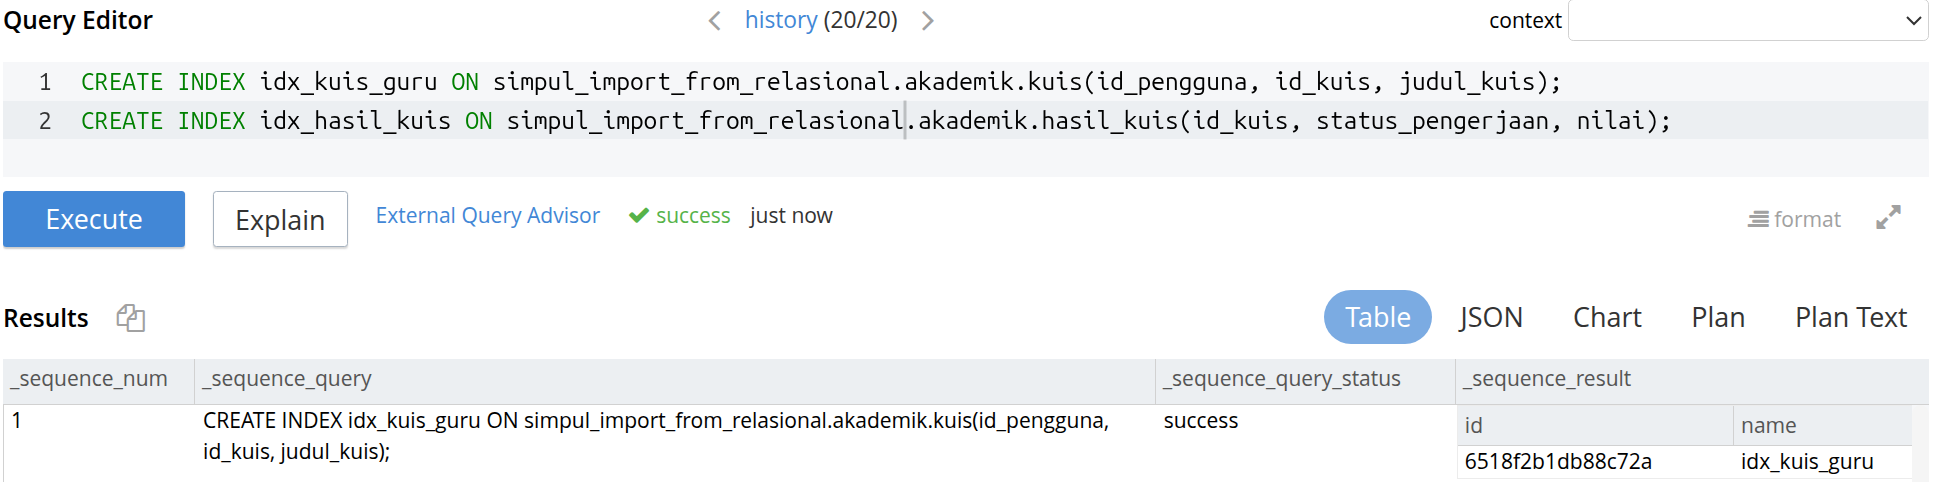 Query Editor
history (20/20)
context
1 CREATE INDEX idx_kuis_guru ON simpul_import_from_relasional.akademik.kuis(id_pengguna, id_kuis, judul_kuis);
2 CREATE INDEX idx_hasil_kuis ON simpul_import_from_relasional.akademik.hasil_kuis(id_kuis, status_pengerjaan, nilai);
Execute Explain External Query Advisor success just now format
Results Table JSON Chart Plan Plan Text
_sequence_num _sequence_query _sequence_query_status _sequence_result
1 CREATE INDEX idx_kuis_guru ON simpul_import_from_relasional.akademik.kuis(id_pengguna,
id_kuis, judul_kuis);
success
id name
6518f2b1db88c72a idx_kuis_guru